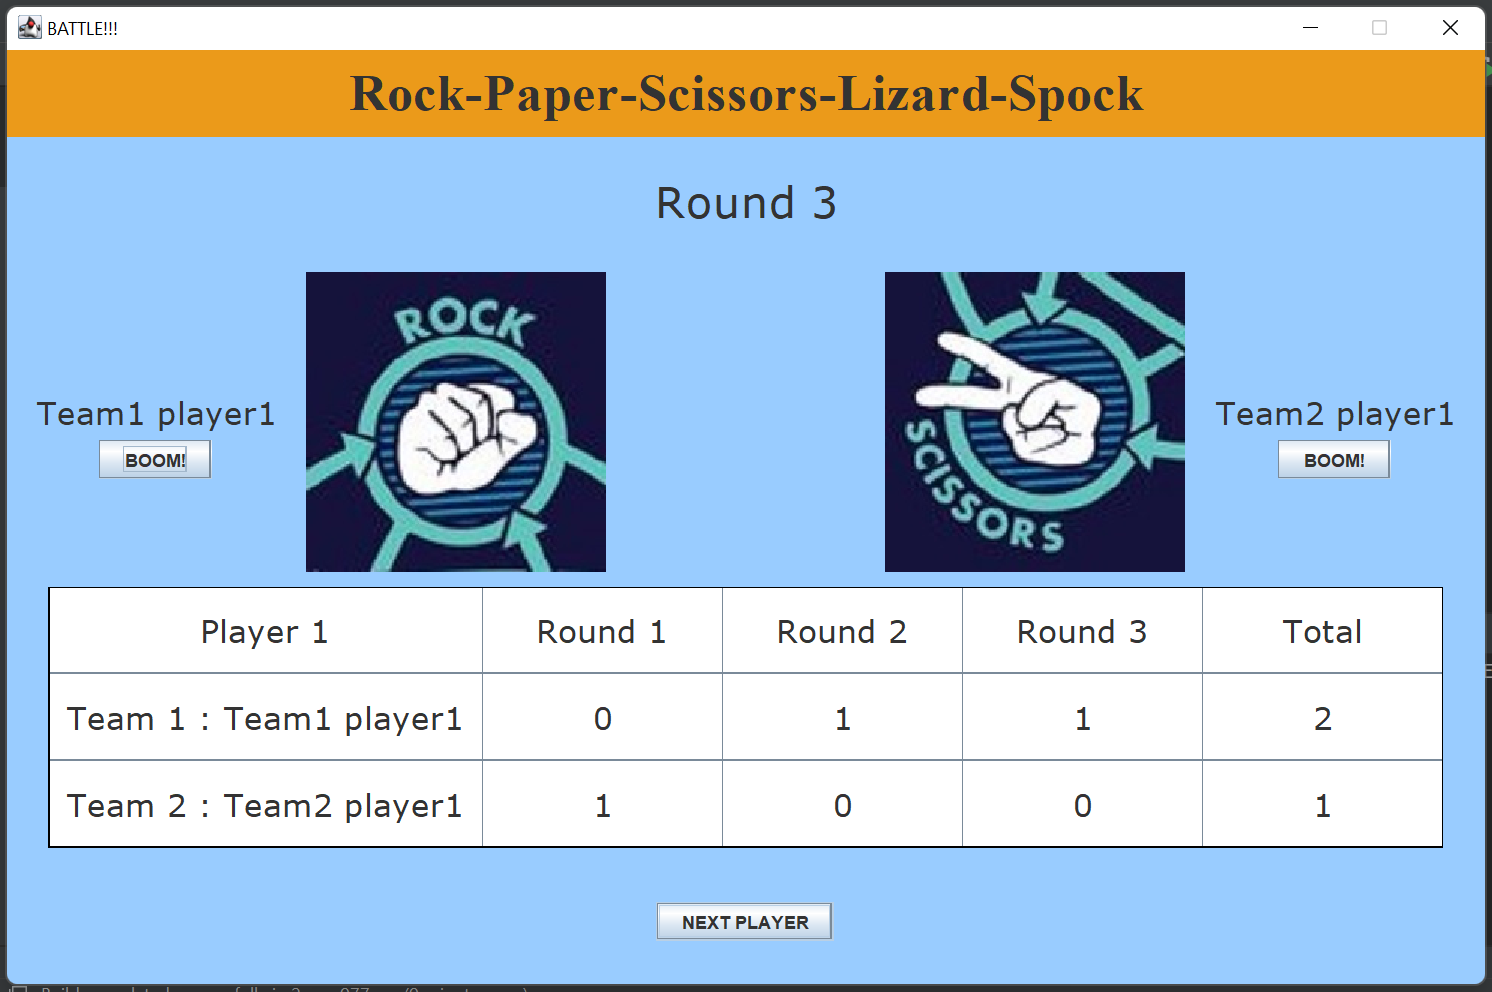 BATTLE!!!
Rock-Paper-Scissors-Lizard-Spock
Round 3
ROCK
SCISSORS
Team1 player1
Team2 player1
BOOM!
BOOM!
Player 1 Round 1 Round 2 Round 3 Total
Team 1 : Team1 player1 0 1 1 2
Team 2 : Team2 player1 1 0 0 1
NEXT PLAYER